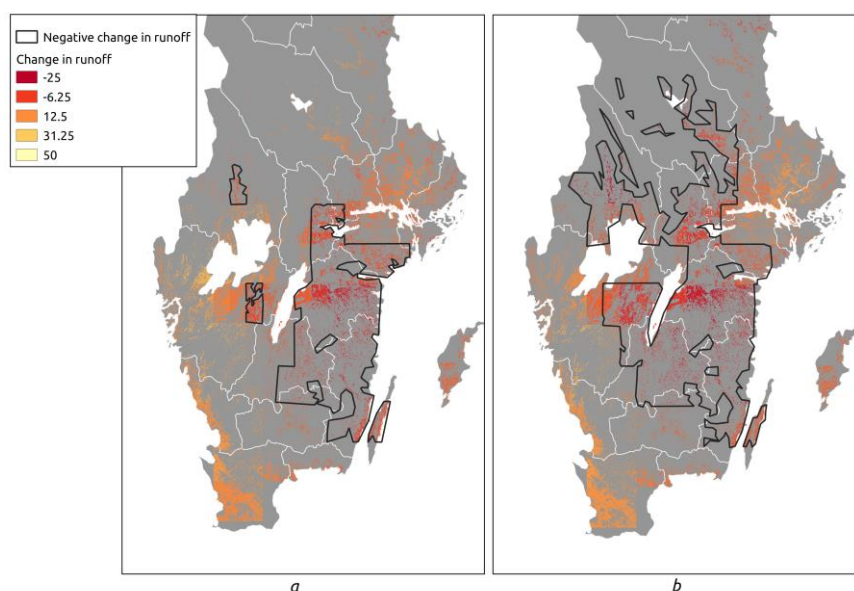 Negative change in runoff
Change in runoff
-25
-6.25
12.5
31.25
50
a
b